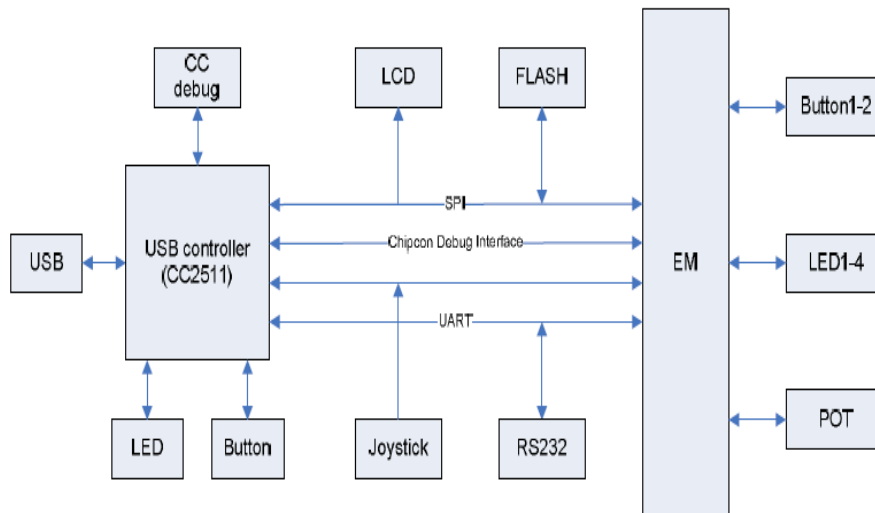 CC
debug
LCD
FLASH
Button1-2
SPI
USB controller
(CC2511)
Chipcon Debug Interface
USB
EM
LED1-4
UART
LED
Button
Joystick
RS232
POT